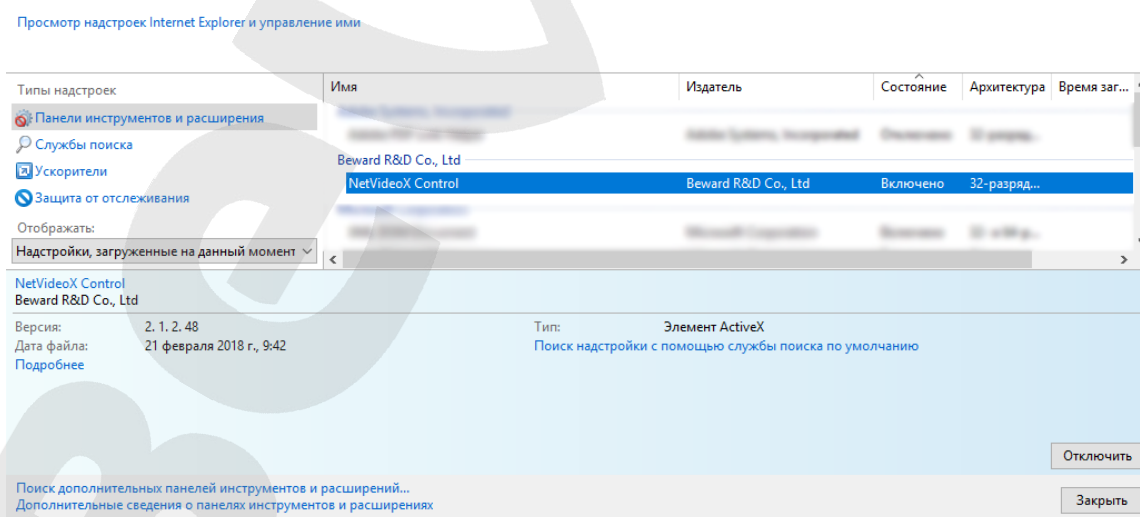 Просмотр надстроек Internet Explorer и управление ими
Типы надстроек
Панели инструментов и расширения
Службы поиска
Ускорители
Защита от отслеживания
Отображать:
Надстройки, загруженные на данный момент
Имя Издатель Состояние Архитектура Время заг...
Beward R&D Co., Ltd
NetVideoX Control Beward R&D Co., Ltd Включено 32-разряд...
NetVideoX Control
Beward R&D Co., Ltd
Версия: 2. 1. 2. 48
Дата файла: 21 февраля 2018 г., 9:42
Подробнее
Тип: Элемент ActiveX
Поиск надстройки с помощью службы поиска по умолчанию
Отключить
Поиск дополнительных панелей инструментов и расширений...
Дополнительные сведения о панелях инструментов и расширениях
Закрыть